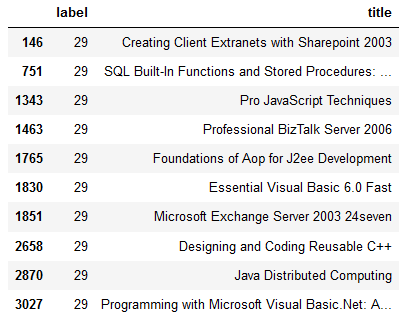 label title
146 29 Creating Client Extranets with Sharepoint 2003
751 29 SQL Built-In Functions and Stored Procedures: ...
1343 29 Pro JavaScript Techniques
1463 29 Professional BizTalk Server 2006
1765 29 Foundations of Aop for J2ee Development
1830 29 Essential Visual Basic 6.0 Fast
1851 29 Microsoft Exchange Server 2003 24seven
2658 29 Designing and Coding Reusable C++
2870 29 Java Distributed Computing
3027 29 Programming with Microsoft Visual Basic.Net: A...